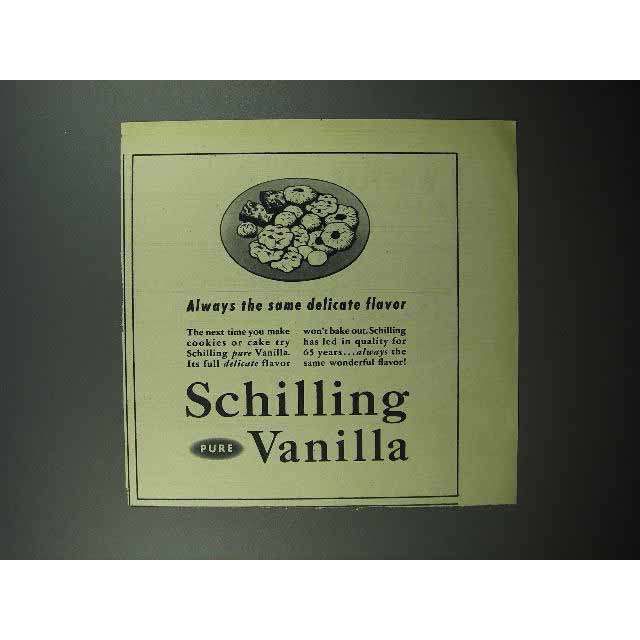 Always the same delicate flavor
The next time you make
cookies or cake try
Schilling pure Vanilla.
Its full delicate flavor
won't bake out. Schilling
has led in quality for
65 years...always the
same wonderful flavor!
Schilling
PURE Vanilla